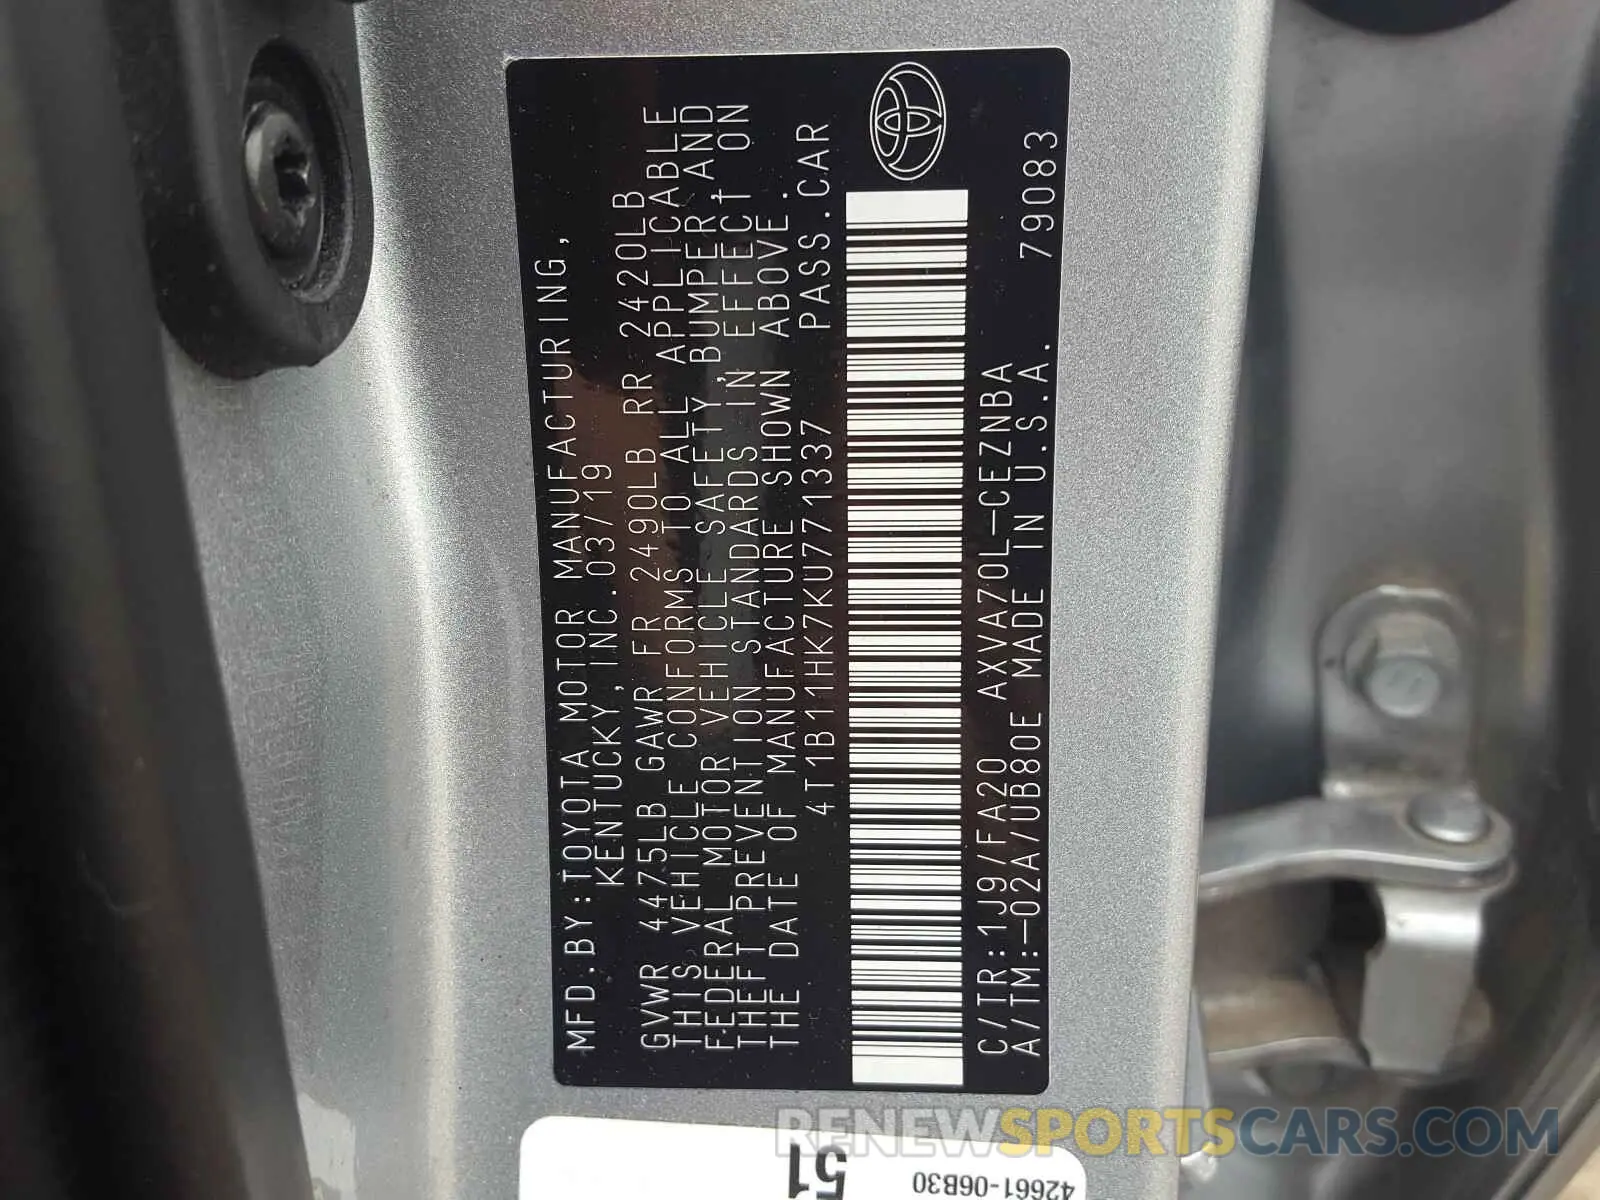 MFD.BY:TOYOTA MOTOR MANUFACTURING,
KENTUCKY, INC. 03/19
GVWR 4475LB GAWR FR 2490LB RR 2420LB
THIS VEHICLE CONFORMS TO ALL APPLICABLE
FEDERAL MOTOR VEHICLE SAFETY, BUMPER, AND
THEFT PREVENTION STANDARDS IN EFFECT ON
THE DATE OF MANUFACTURE SHOWN ABOVE.
4T1B11HK7KU771337 PASS.CAR
C/TR:1J9/FA20 AXVA70L-CEZNBA 79083
A/TM:-02A/UB80E MADE IN U.S.A.
51
42661-06B30
RENEWSPORTSCARS.COM